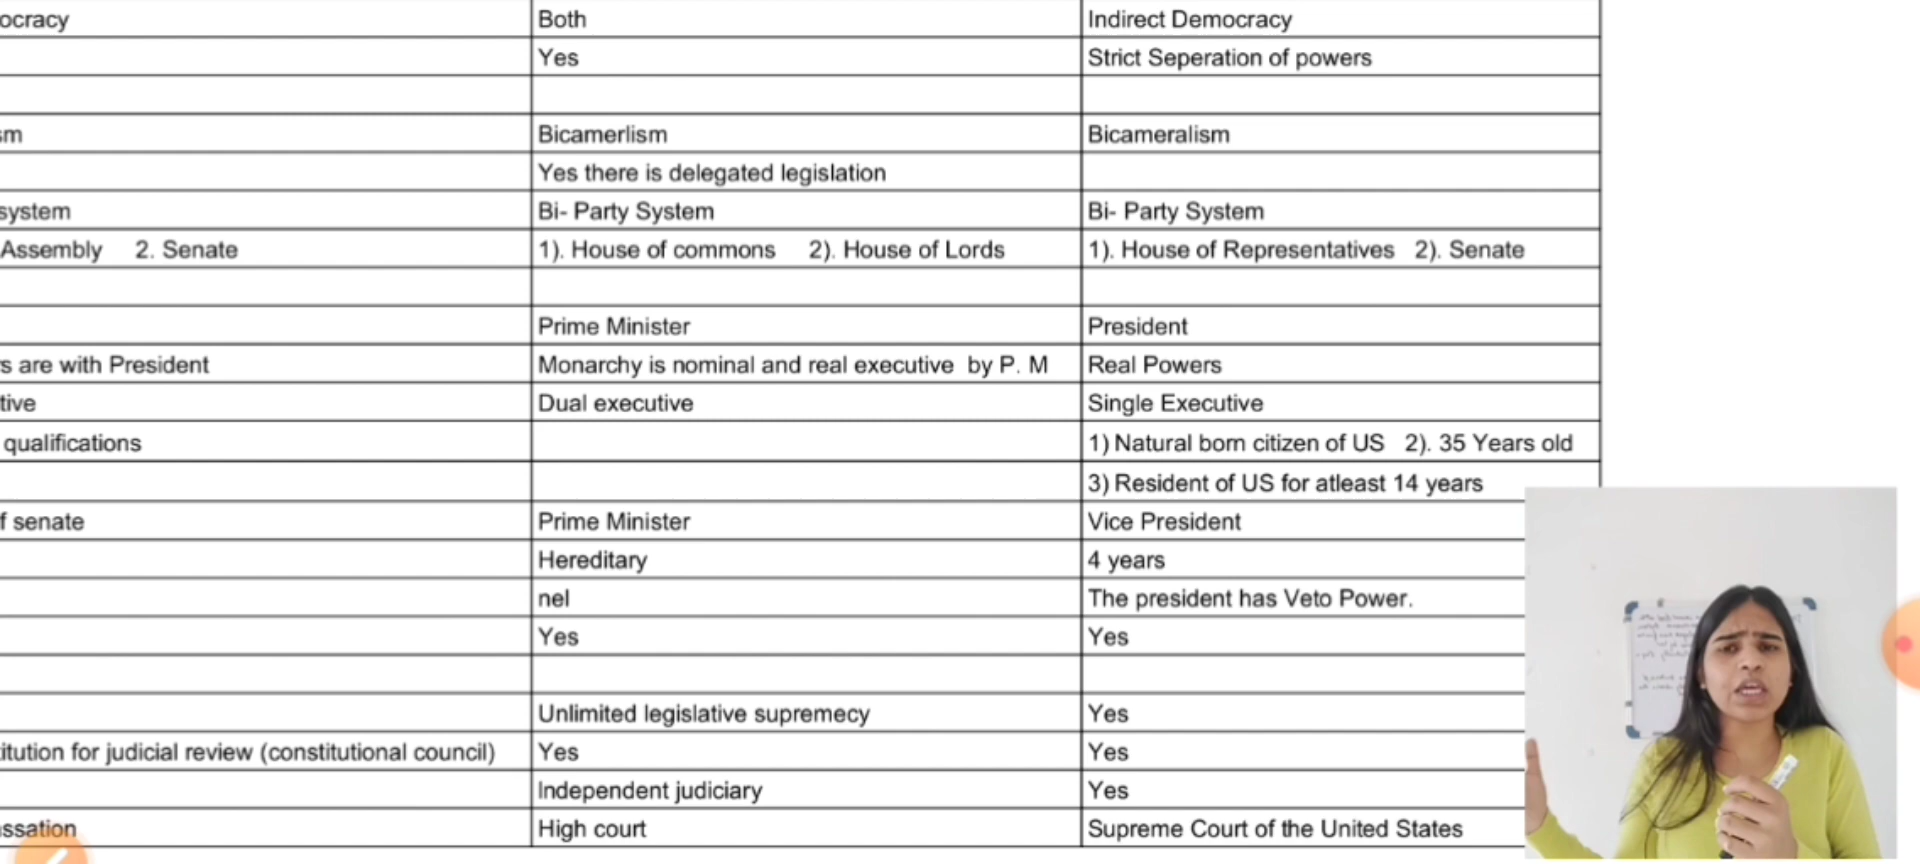 ocracy Both Indirect Democracy
Yes Strict Seperation of powers
sm Bicamerlism Bicameralism
Yes there is delegated legislation
system Bi- Party System Bi- Party System
Assembly 2. Senate 1). House of commons 2). House of Lords 1). House of Representatives 2). Senate
Prime Minister President
s are with President Monarchy is nominal and real executive by P. M Real Powers
tive Dual executive Single Executive
qualifications 1) Natural born citizen of US 2). 35 Years old
3) Resident of US for atleast 14 years
f senate Prime Minister Vice President
Hereditary 4 years
nel The president has Veto Power.
Yes Yes
Unlimited legislative supremecy Yes
titution for judicial review (constitutional council) Yes Yes
Independent judiciary Yes
ssation High court Supreme Court of the United States